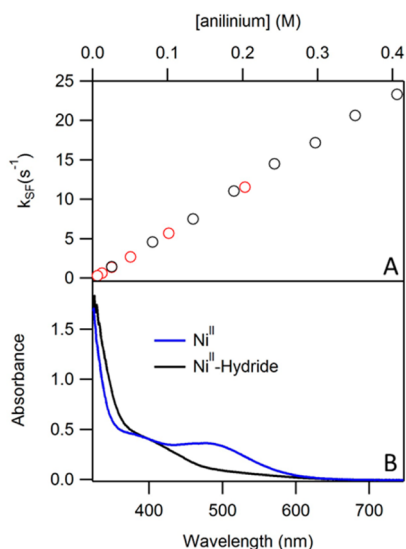 [anilinium] (M)
0.0 0.1 0.2 0.3 0.4
25
20
15
10
5
0
kSF(s⁻¹)
A
1.5
1.0
0.5
0.0
Absorbance
Niᴵᴵ
Niᴵᴵ-Hydride
B
400 500 600 700
Wavelength (nm)